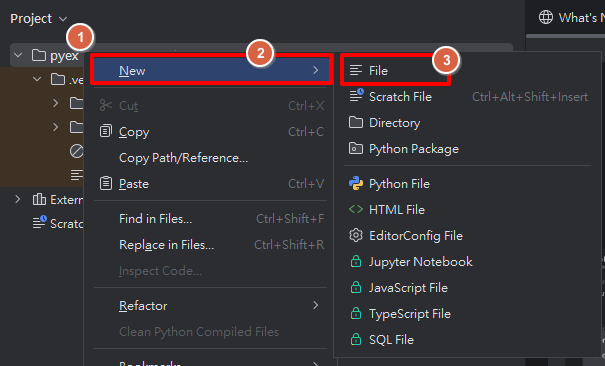 Project
What's N
1
pyex
2
3
New
File
.ve
Cut Ctrl+X
Scratch File Ctrl+Alt+Shift+Insert
Copy Ctrl+C
Directory
Copy Path/Reference...
Python Package
Paste Ctrl+V
Python File
Extern
HTML File
Scratc
Find in Files... Ctrl+Shift+F
EditorConfig File
Replace in Files... Ctrl+Shift+R
Jupyter Notebook
Inspect Code...
JavaScript File
Refactor
TypeScript File
Clean Python Compiled Files
SQL File
Bookmarks